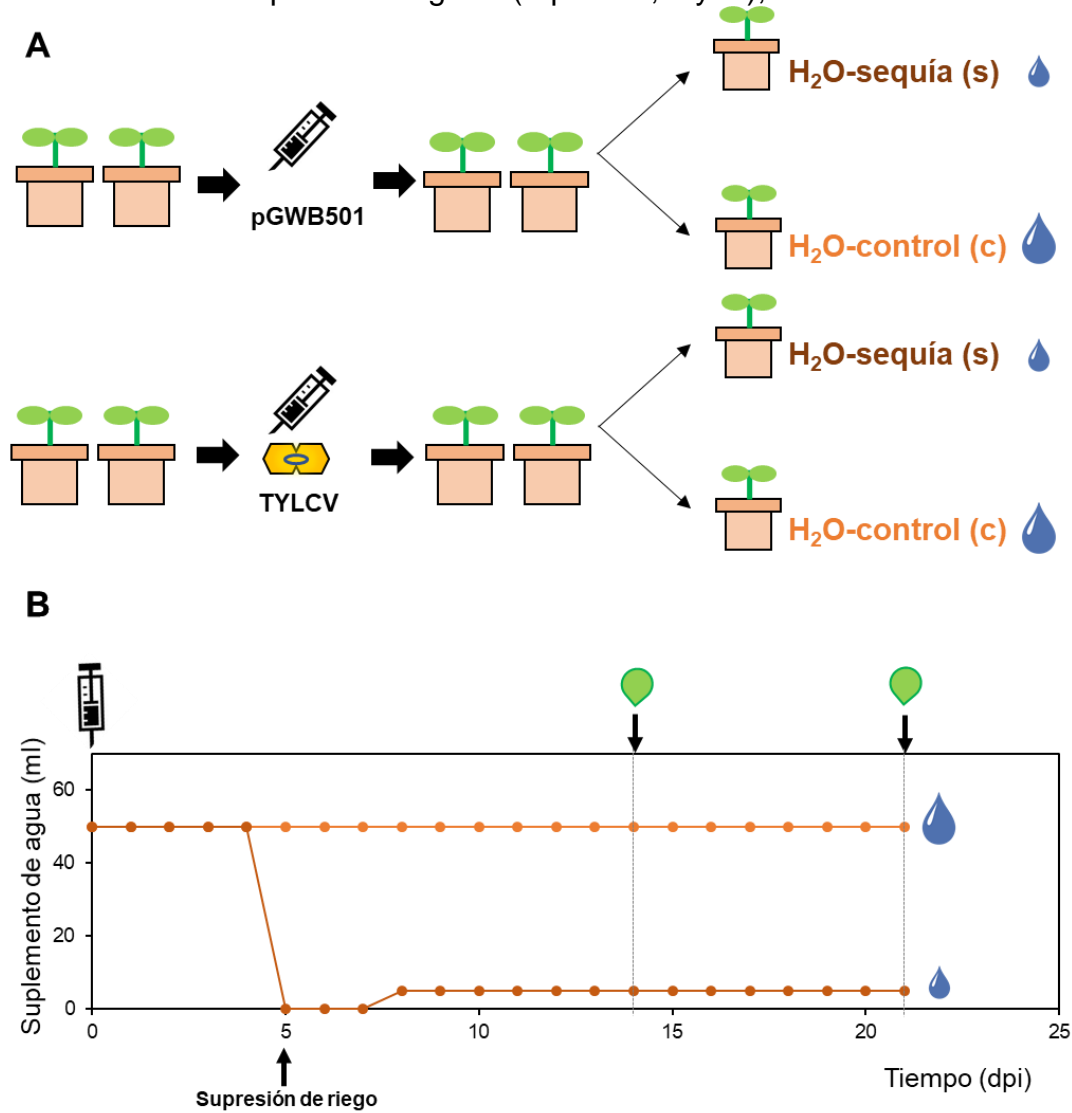 A
H₂O-sequía (s)
pGWB501
H₂O-control (c)
H₂O-sequía (s)
TYLCV
H₂O-control (c)
B
Suplemento de agua (ml)
60
40
20
0
0 5 10 15 20 25
Tiempo (dpi)
Supresión de riego